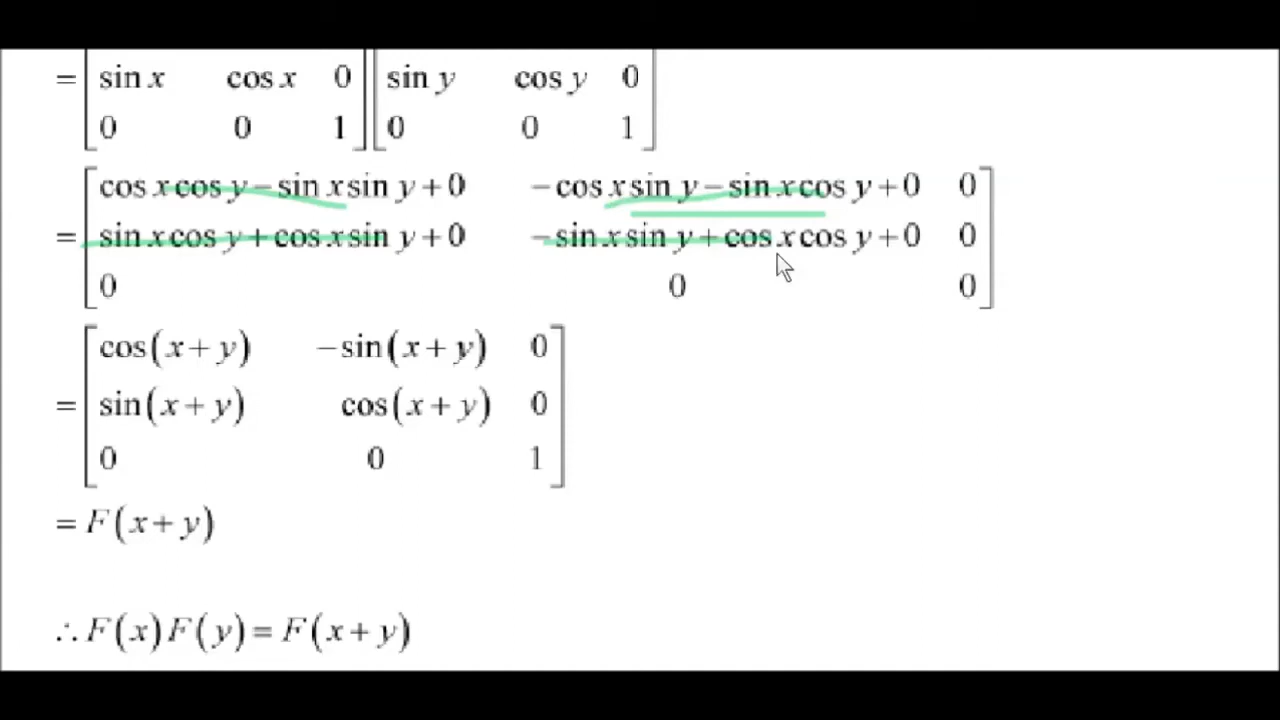 = [ sin x cos x 0 ] [ sin y cos y 0 ]
[ 0 0 1 ] [ 0 0 1 ]
[ cos x cos y − sin x sin y + 0 − cos x sin y − sin x cos y + 0 0 ]
= [ sin x cos y + cos x sin y + 0 − sin x sin y + cos x cos y + 0 0 ]
[ 0 0 0 ]
[ cos(x + y) − sin(x + y) 0 ]
= [ sin(x + y) cos(x + y) 0 ]
[ 0 0 1 ]
= F(x + y)
∴ F(x) F(y) = F(x + y)